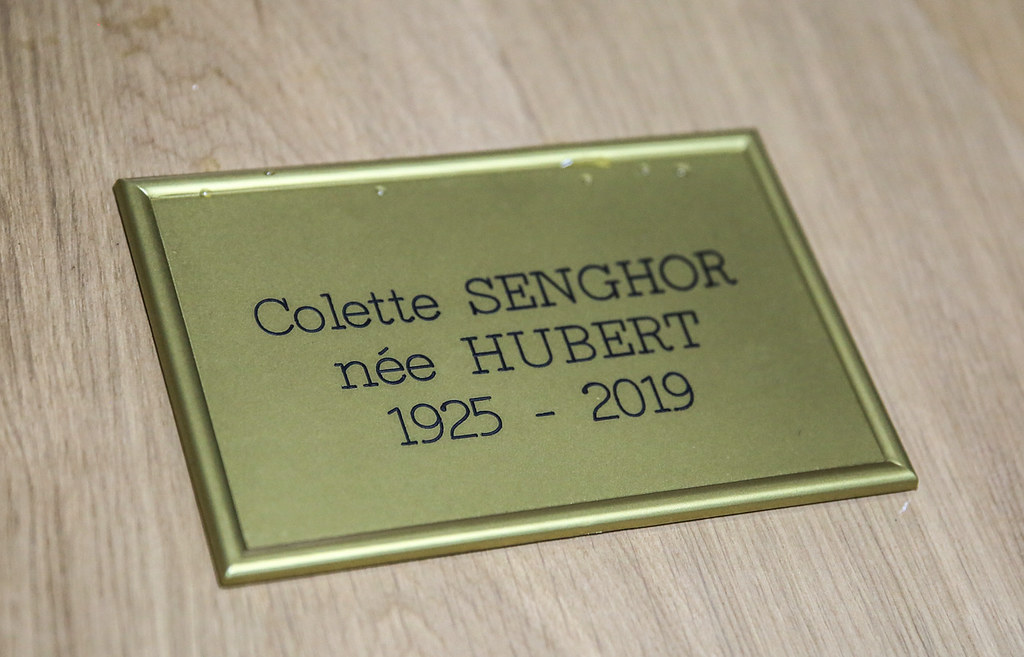 Colette SENGHOR
née HUBERT
1925 - 2019